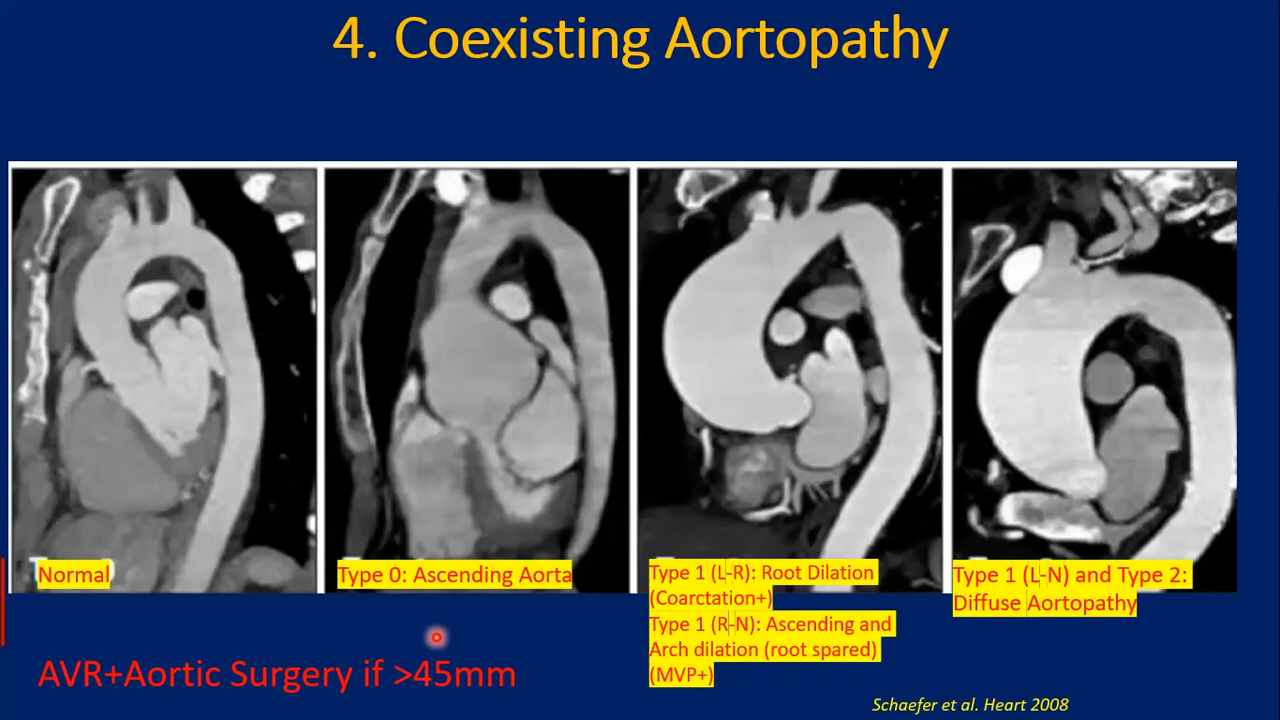 4. Coexisting Aortopathy
Normal
Type 0: Ascending Aorta
Type 1 (L-R): Root Dilation
(Coarctation+)
Type 1 (R-N): Ascending and
Arch dilation (root spared)
(MVP+)
Type 1 (L-N) and Type 2:
Diffuse Aortopathy
AVR+Aortic Surgery if >45mm
Schaefer et al. Heart 2008